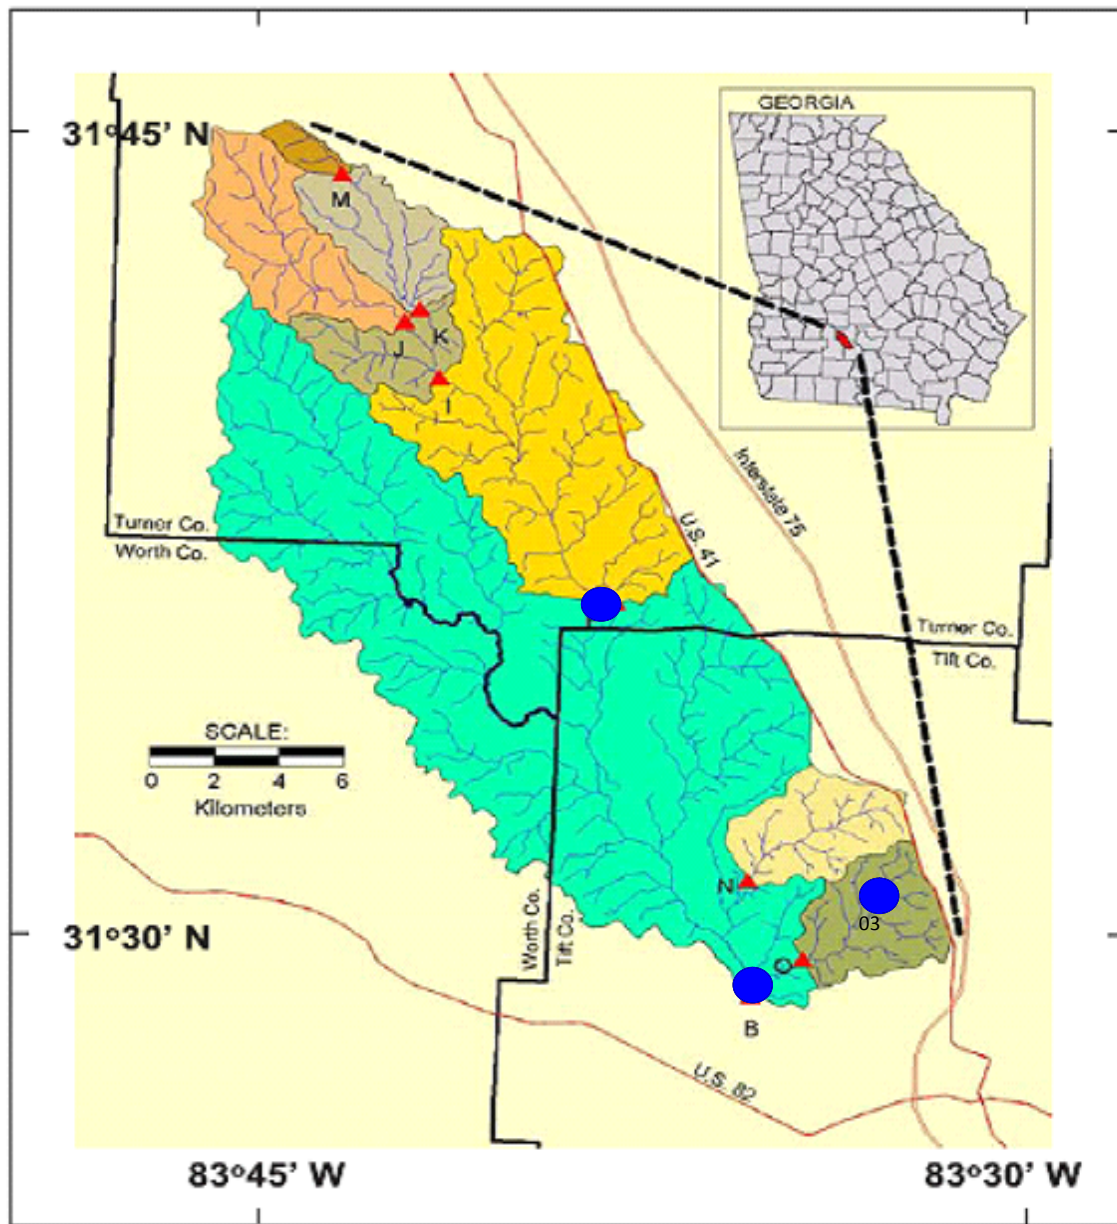 GEORGIA
31°45' N
M
K
J
I
Interstate 75
U.S. 41
Turner Co.
Worth Co.
Turner Co.
Tift Co.
SCALE:
0 2 4 6
Kilometers
N
03
Worth Co.
Tift Co.
31°30' N
O
B
U.S. 82
83°45' W
83°30' W